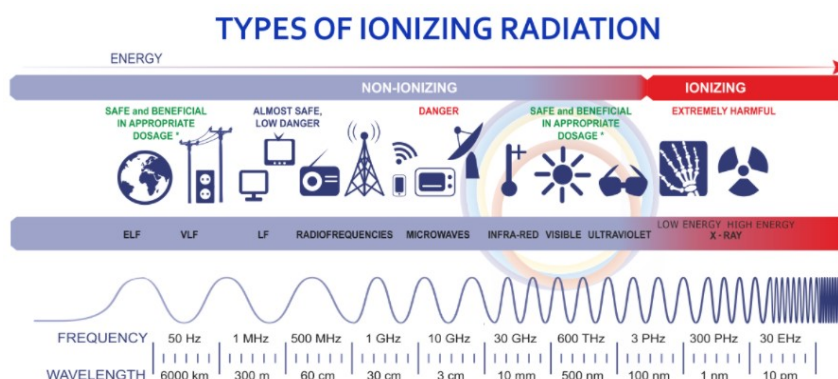 TYPES OF IONIZING RADIATION
ENERGY
NON-IONIZING IONIZING
SAFE and BENEFICIAL
IN APPROPRIATE
DOSAGE *
ALMOST SAFE,
LOW DANGER
DANGER
SAFE and BENEFICIAL
IN APPROPRIATE
DOSAGE *
EXTREMELY HARMFUL
ELF VLF LF RADIOFREQUENCIES MICROWAVES INFRA-RED VISIBLE ULTRAVIOLET
LOW ENERGY HIGH ENERGY
X - RAY
FREQUENCY 50 Hz 1 MHz 500 MHz 1 GHz 10 GHz 30 GHz 600 THz 3 PHz 300 PHz 30 EHz
WAVELENGTH 6000 km 300 m 60 cm 30 cm 3 cm 10 mm 500 nm 100 nm 1 nm 10 pm